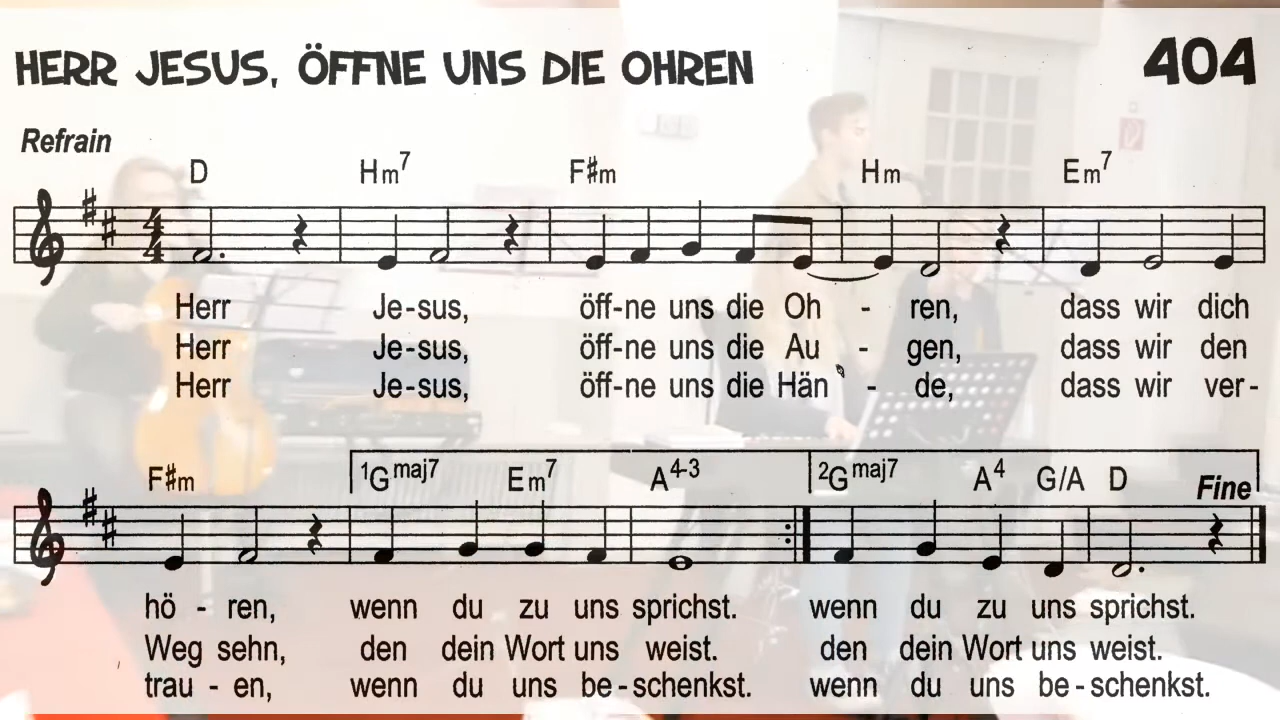 HERR JESUS, ÖFFNE UNS DIE OHREN 404
Refrain
D Hm7 F#m Hm Em7
4 4
Herr Je-sus, öff-ne uns die Oh - ren, dass wir dich
Herr Je-sus, öff-ne uns die Au - gen, dass wir den
Herr Je-sus, öff-ne uns die Hän - de, dass wir ver-
F#m 1Gmaj7 Em7 A4-3 2Gmaj7 A4 G/A D Fine
hö - ren, wenn du zu uns sprichst. wenn du zu uns sprichst.
Weg sehn, den dein Wort uns weist. den dein Wort uns weist.
trau - en, wenn du uns be-schenkst. wenn du uns be-schenkst.